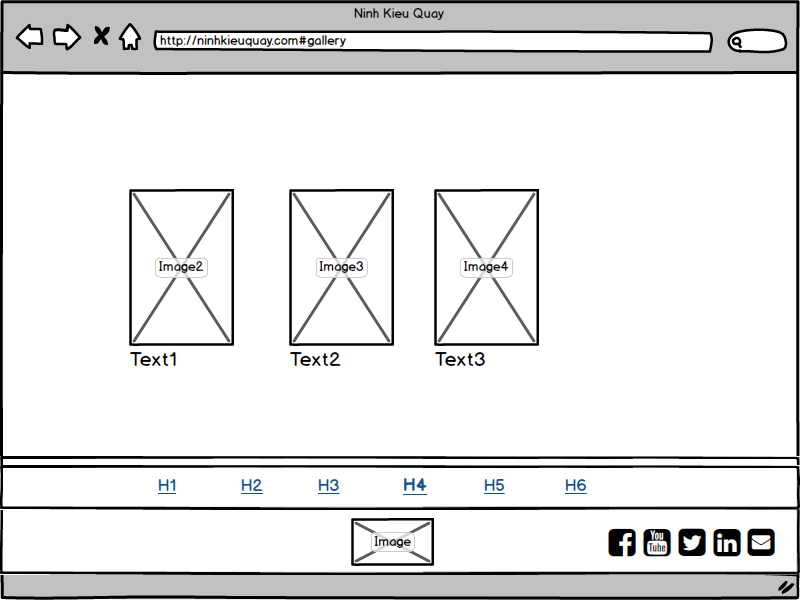 Ninh Kieu Quay
http://ninhkieuquay.com#gallery
Image2 Image3 Image4
Text1 Text2 Text3
H1 H2 H3 H4 H5 H6
Image
You
Tube
in